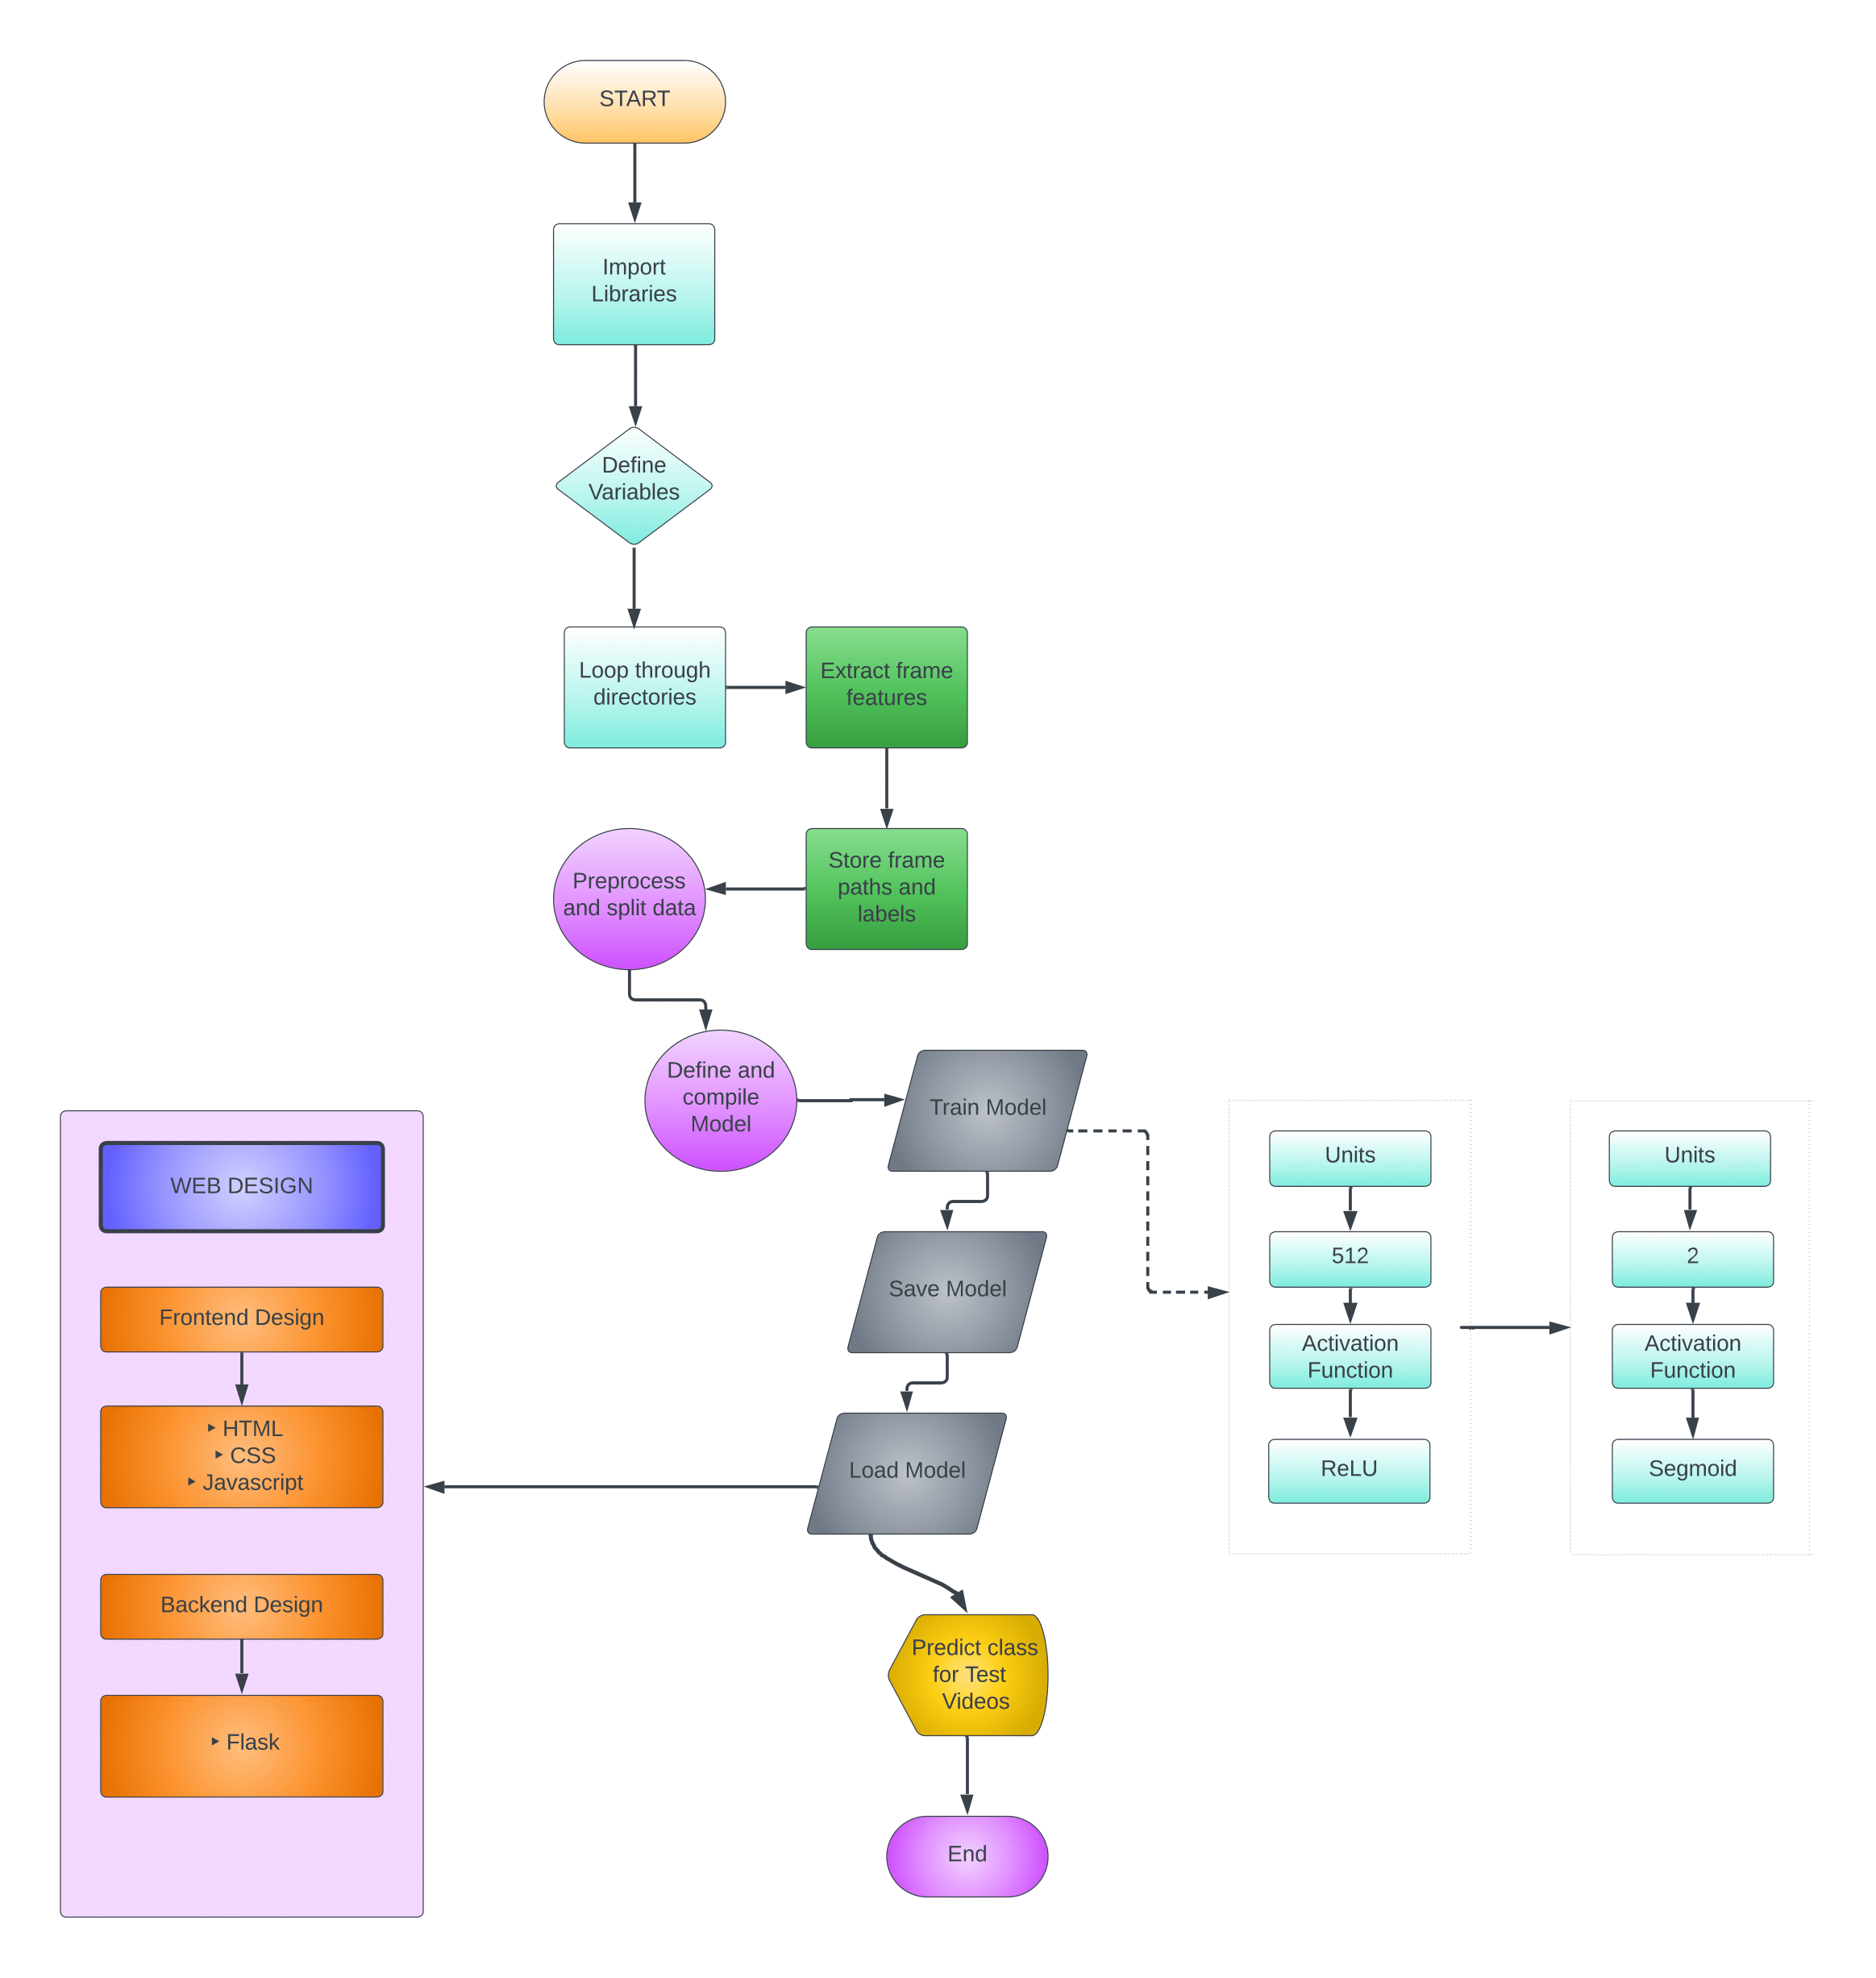 START
Import
Libraries
Define
Variables
Loop through
directories
Extract frame
features
Store frame
paths and
labels
Preprocess
and split data
Define and
compile
Model
Train Model
Save Model
Load Model
Predict class
for Test
Videos
End
WEB DESIGN
Frontend Design
‣ HTML
‣ CSS
‣ Javascript
Backend Design
‣ Flask
Units
512
Activation
Function
ReLU
Units
2
Activation
Function
Segmoid